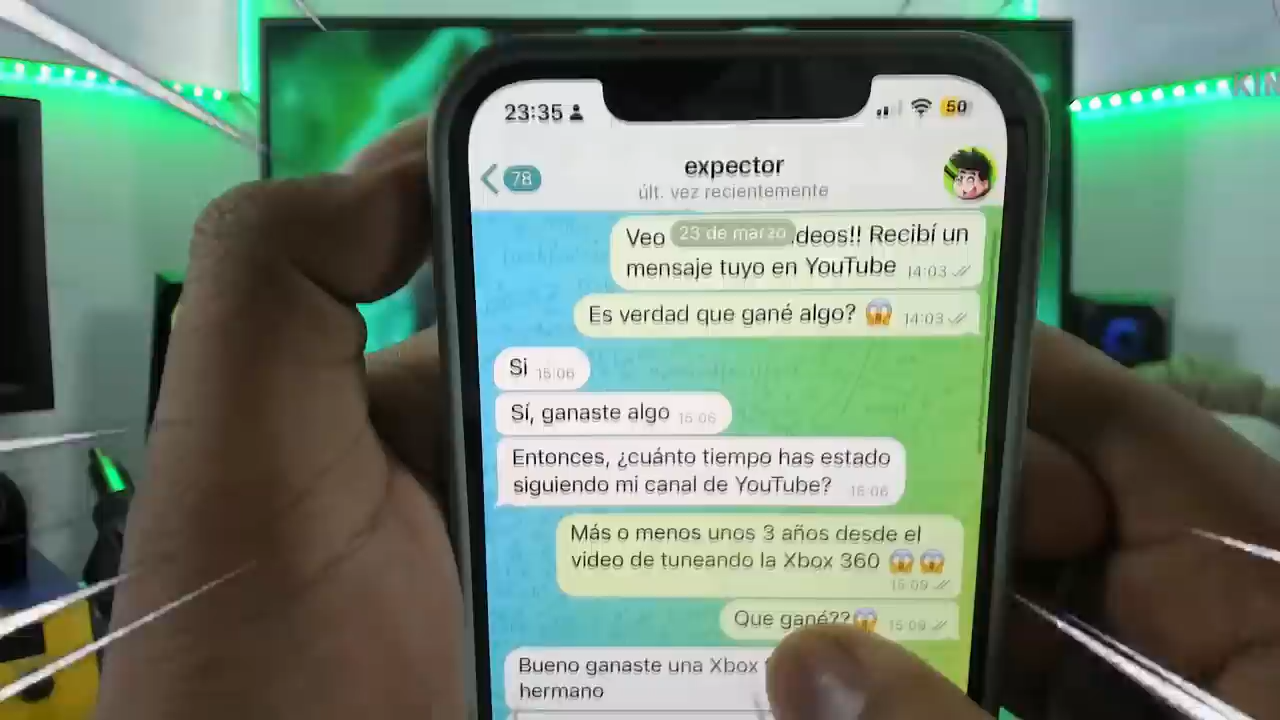 23:35
50
78
expector
últ. vez recientemente
23 de marzo
Veo deos!! Recibí un
mensaje tuyo en YouTube 14:03
Es verdad que gané algo? 😱 14:03
Si 15:06
Sí, ganaste algo 15:06
Entonces, ¿cuánto tiempo has estado
siguiendo mi canal de YouTube? 15:06
Más o menos unos 3 años desde el
video de tuneando la Xbox 360 😱 😱
15:09
Que gané??😱 15:09
Bueno ganaste una Xbox
hermano